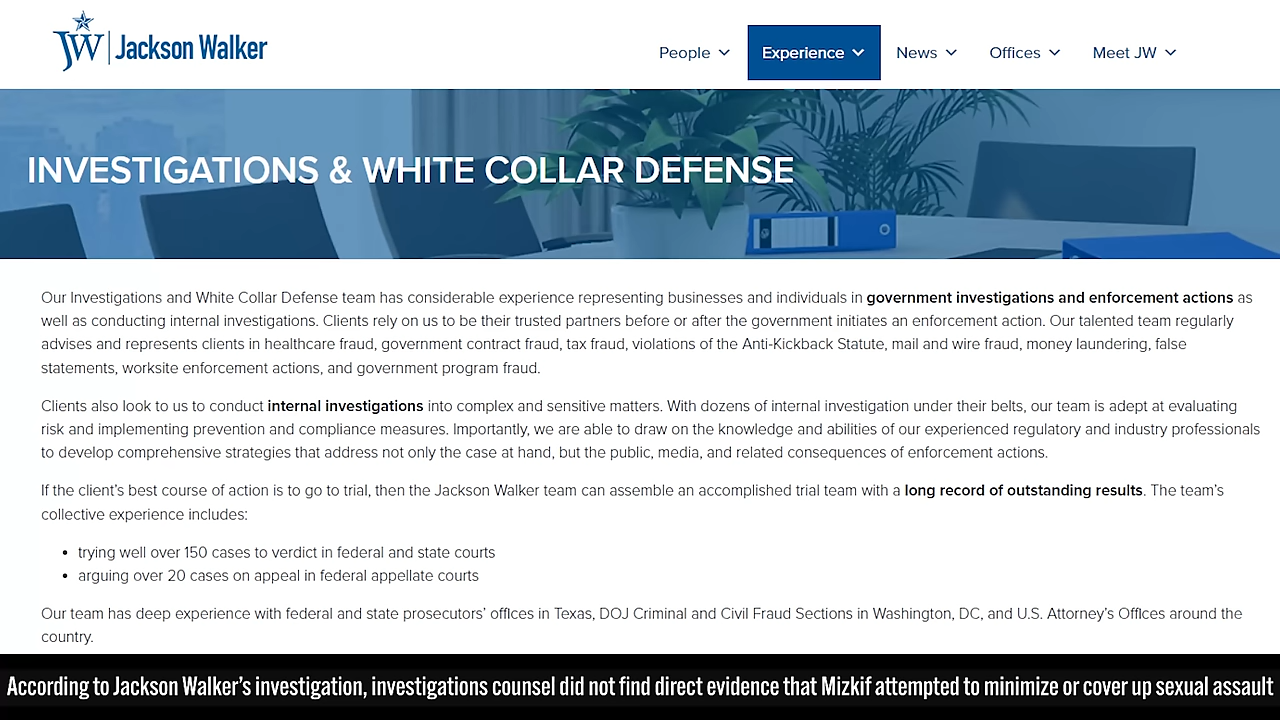 JW | Jackson Walker
People Experience News Offices Meet JW
INVESTIGATIONS & WHITE COLLAR DEFENSE
Our Investigations and White Collar Defense team has considerable experience representing businesses and individuals in government investigations and enforcement actions as
well as conducting internal investigations. Clients rely on us to be their trusted partners before or after the government initiates an enforcement action. Our talented team regularly
advises and represents clients in healthcare fraud, government contract fraud, tax fraud, violations of the Anti-Kickback Statute, mail and wire fraud, money laundering, false
statements, worksite enforcement actions, and government program fraud.
Clients also look to us to conduct internal investigations into complex and sensitive matters. With dozens of internal investigation under their belts, our team is adept at evaluating
risk and implementing prevention and compliance measures. Importantly, we are able to draw on the knowledge and abilities of our experienced regulatory and industry professionals
to develop comprehensive strategies that address not only the case at hand, but the public, media, and related consequences of enforcement actions.
If the client's best course of action is to go to trial, then the Jackson Walker team can assemble an accomplished trial team with a long record of outstanding results. The team's
collective experience includes:
• trying well over 150 cases to verdict in federal and state courts
• arguing over 20 cases on appeal in federal appellate courts
Our team has deep experience with federal and state prosecutors' offices in Texas, DOJ Criminal and Civil Fraud Sections in Washington, DC, and U.S. Attorney's Offices around the
country.
According to Jackson Walker's investigation, investigations counsel did not find direct evidence that Mizkif attempted to minimize or cover up sexual assault